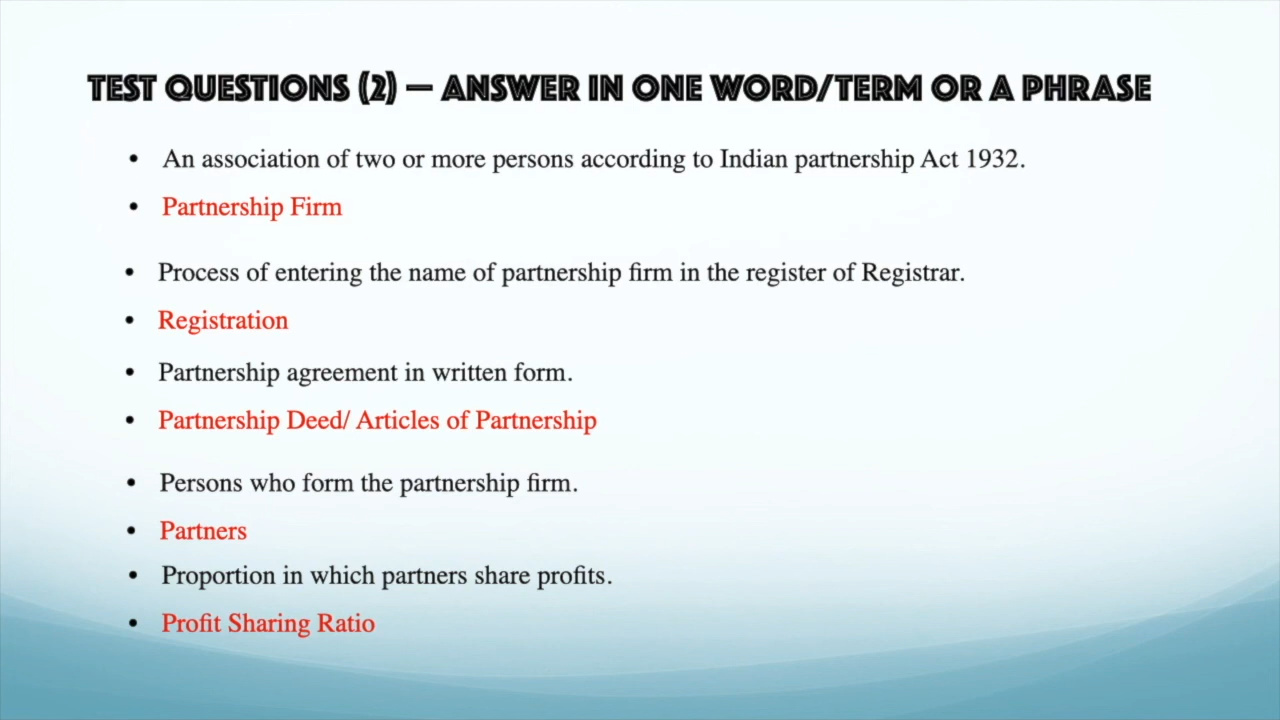 TEST QUESTIONS (2) — ANSWER IN ONE WORD/TERM OR A PHRASE
• An association of two or more persons according to Indian partnership Act 1932.
• Partnership Firm
• Process of entering the name of partnership firm in the register of Registrar.
• Registration
• Partnership agreement in written form.
• Partnership Deed/ Articles of Partnership
• Persons who form the partnership firm.
• Partners
• Proportion in which partners share profits.
• Profit Sharing Ratio